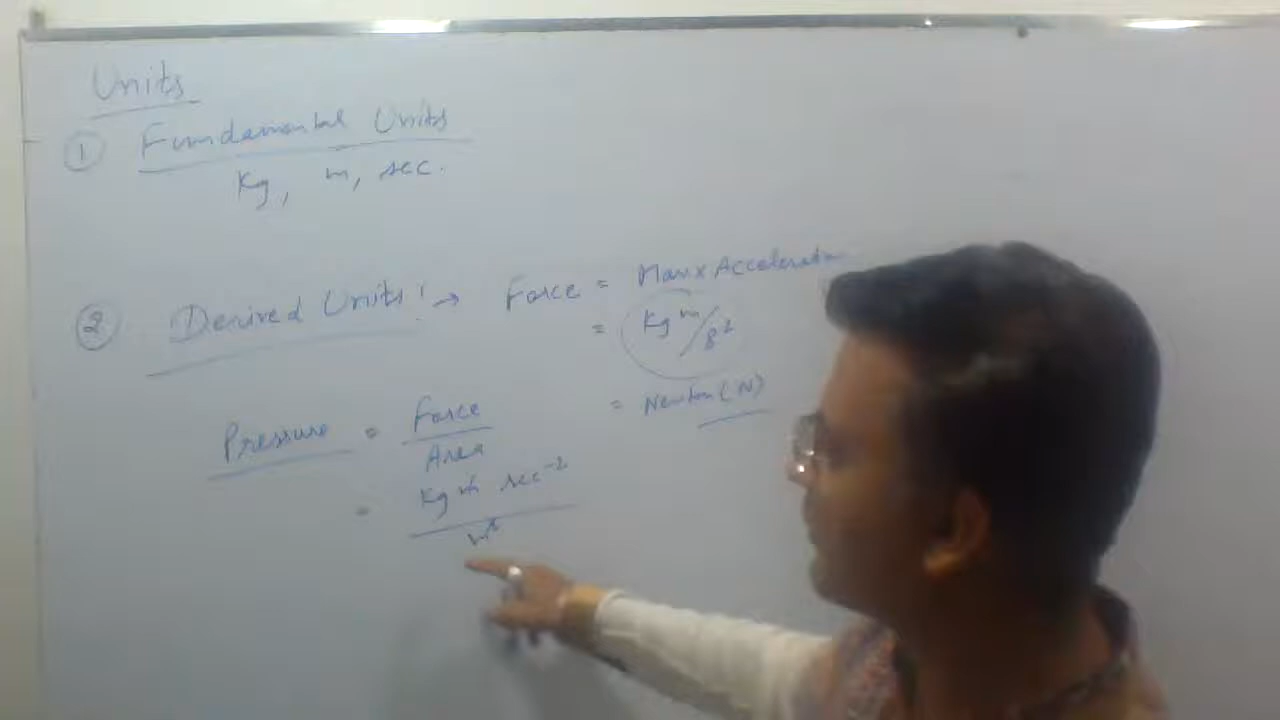 Units
① Fundamental Units
Kg, m, sec.
② Derived Units! → Force = Mass x Acceleration
= Kg m/s²
= Newton (N)
Pressure = Force
Area
= Kg m sec⁻²
m²